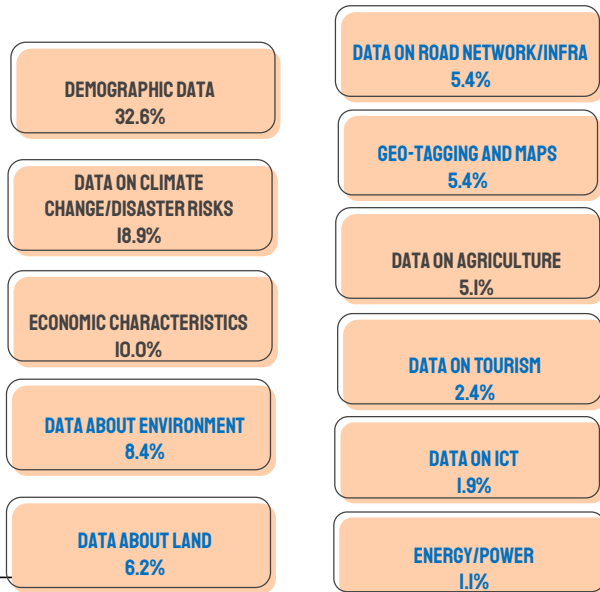 DEMOGRAPHIC DATA
32.6%
DATA ON CLIMATE
CHANGE/DISASTER RISKS
18.9%
ECONOMIC CHARACTERISTICS
10.0%
DATA ABOUT ENVIRONMENT
8.4%
DATA ABOUT LAND
6.2%
DATA ON ROAD NETWORK/INFRA
5.4%
GEO-TAGGING AND MAPS
5.4%
DATA ON AGRICULTURE
5.1%
DATA ON TOURISM
2.4%
DATA ON ICT
1.9%
ENERGY/POWER
1.1%